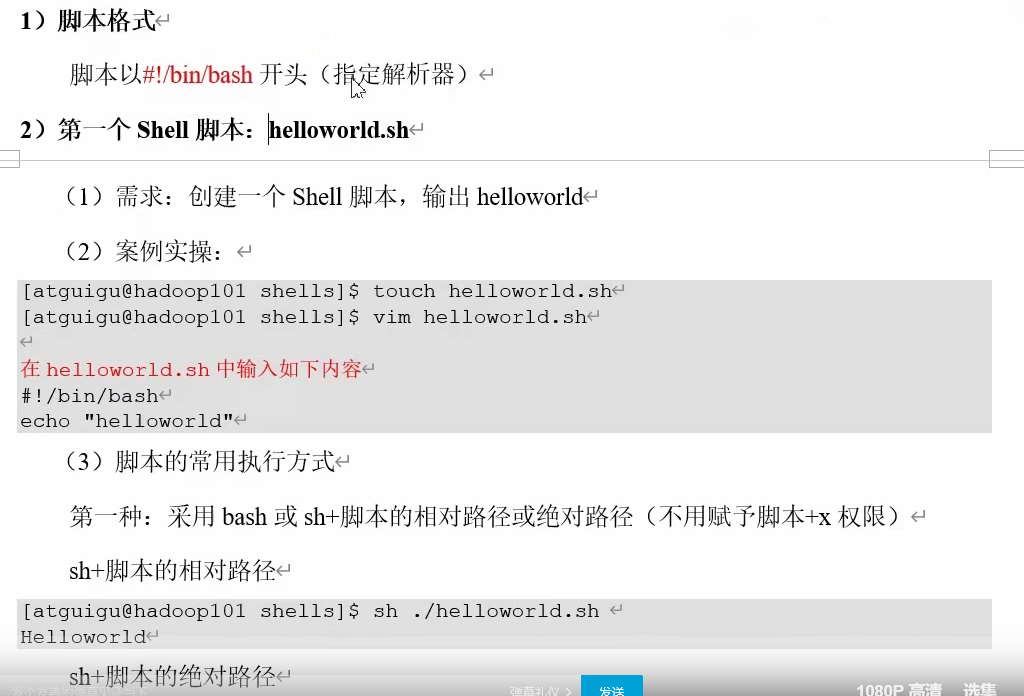 1）脚本格式
脚本以#!/bin/bash 开头（指定解析器）
2）第一个 Shell 脚本：helloworld.sh
（1）需求：创建一个 Shell 脚本，输出 helloworld
（2）案例实操：
[atguigu@hadoop101 shells]$ touch helloworld.sh
[atguigu@hadoop101 shells]$ vim helloworld.sh
在 helloworld.sh 中输入如下内容
#!/bin/bash
echo "helloworld"
（3）脚本的常用执行方式
第一种：采用 bash 或 sh+脚本的相对路径或绝对路径（不用赋予脚本+x 权限）
sh+脚本的相对路径
[atguigu@hadoop101 shells]$ sh ./helloworld.sh
Helloworld
sh+脚本的绝对路径
弹幕礼仪 >
发送
1080P 高清
选集